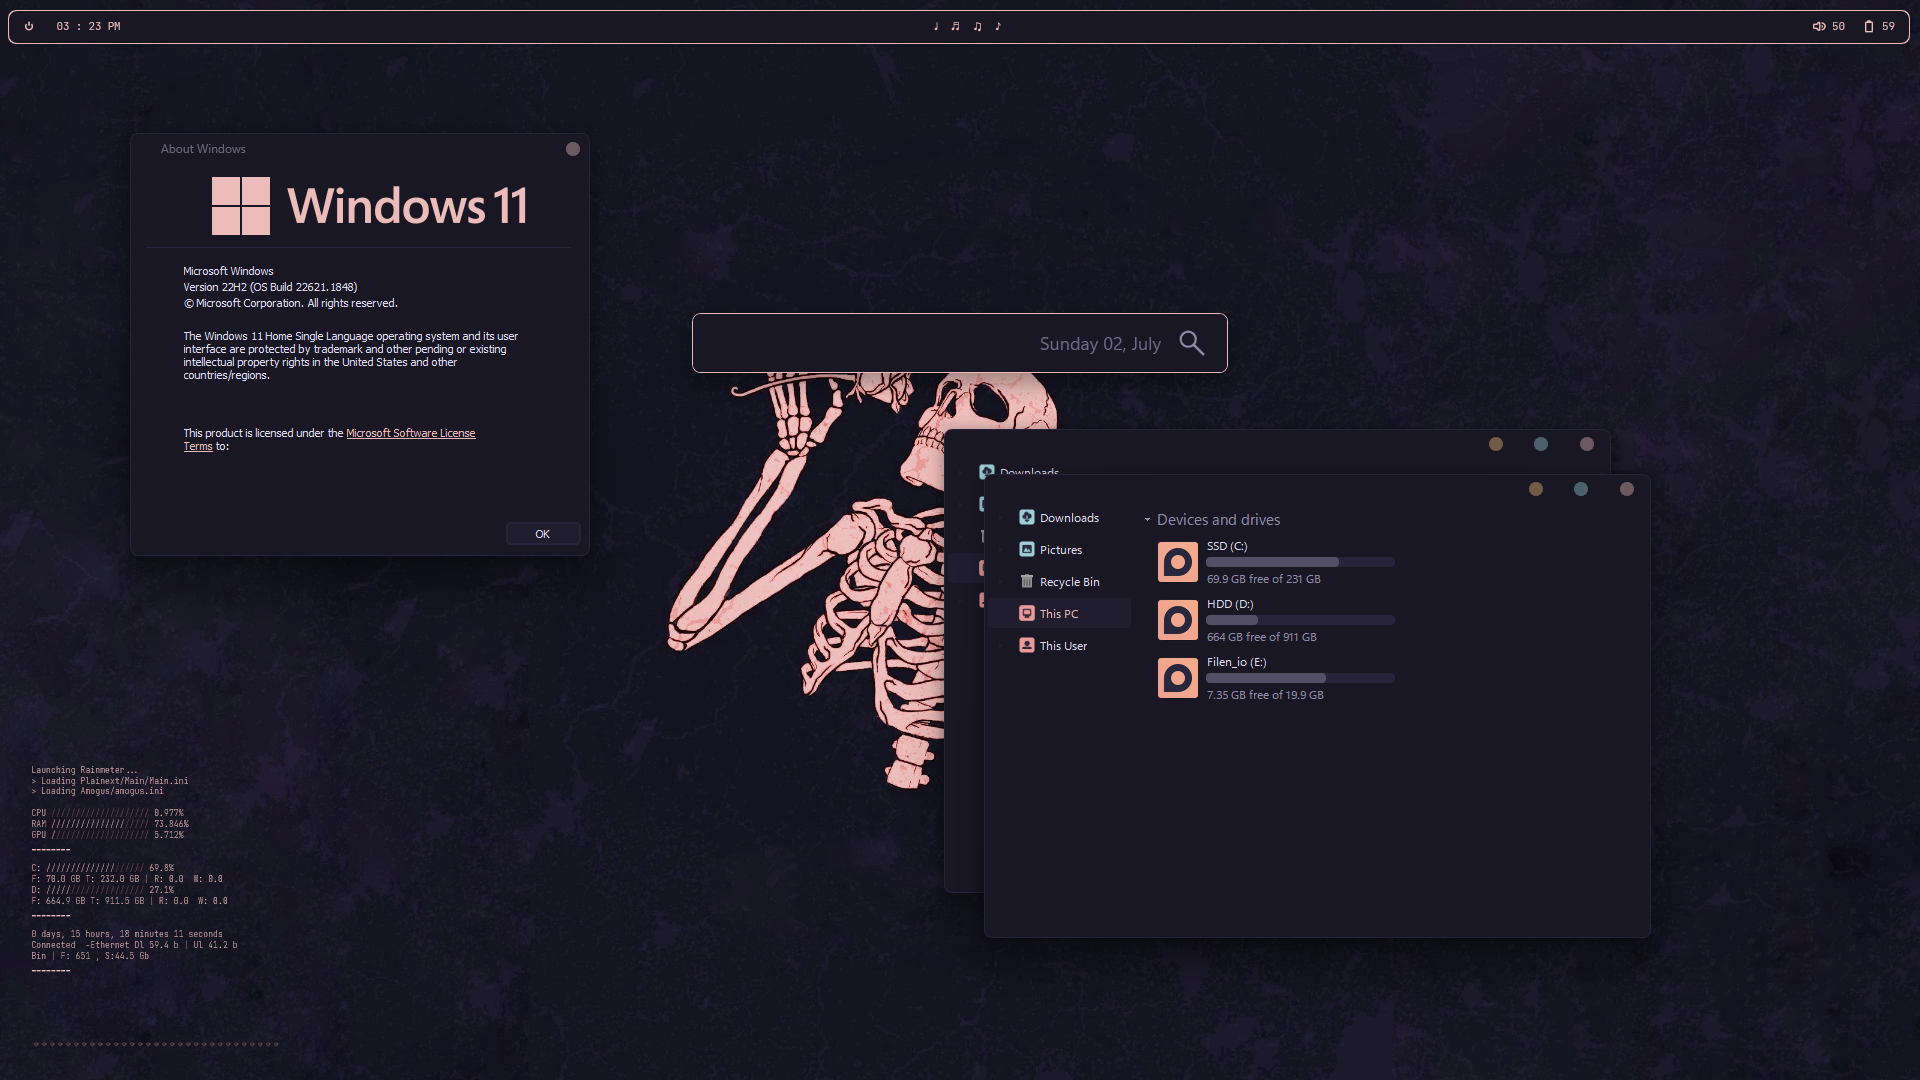 03 : 23 PM
50
59
About Windows
Windows 11
Microsoft Windows
Version 22H2 (OS Build 22621.1848)
© Microsoft Corporation. All rights reserved.
The Windows 11 Home Single Language operating system and its user
interface are protected by trademark and other pending or existing
intellectual property rights in the United States and other
countries/regions.
This product is licensed under the Microsoft Software License
Terms to:
OK
Sunday 02, July
Downloads
Downloads
Pictures
Recycle Bin
This PC
This User
Devices and drives
SSD (C:)
69.9 GB free of 231 GB
HDD (D:)
664 GB free of 911 GB
Filen_io (E:)
7.35 GB free of 19.9 GB
Launching Rainmeter...
> Loading Plainext/Main/Main.ini
> Loading Amogus/amogus.ini
CPU //////////////////// 8.977%
RAM //////////////////// 73.846%
GPU //////////////////// 5.712%
--------
C: //////////////////// 69.8%
F: 70.0 GB T: 232.0 GB | R: 0.0 W: 0.0
D: //////////////////// 27.1%
F: 664.9 GB T: 911.5 GB | R: 0.0 W: 0.0
--------
0 days, 15 hours, 18 minutes 11 seconds
Connected -Ethernet Dl 59.4 b | Ul 41.2 b
Bin | F: 651 , S:44.5 Gb
--------